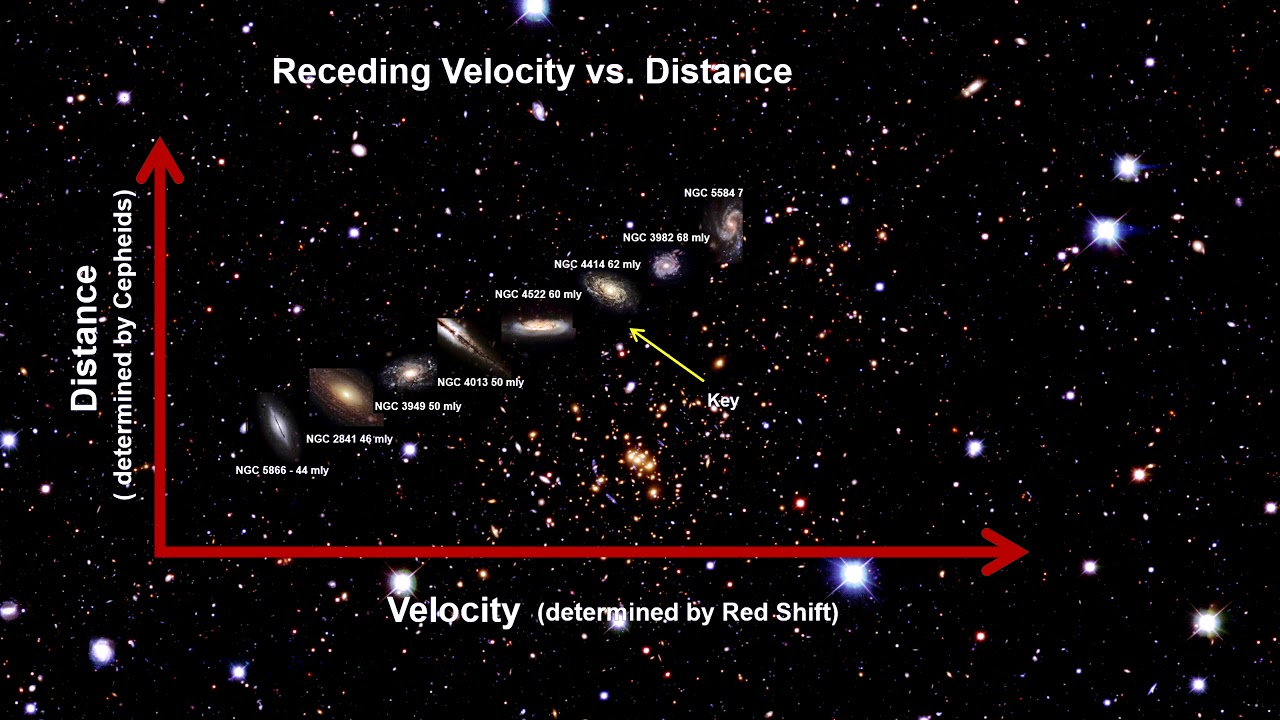 Receding Velocity vs. Distance
NGC 5584 7
NGC 3982 68 mly
NGC 4414 62 mly
NGC 4522 60 mly
NGC 4013 50 mly
Key
NGC 3949 50 mly
NGC 2841 46 mly
NGC 5866 - 44 mly
Distance
( determined by Cepheids)
Velocity (determined by Red Shift)